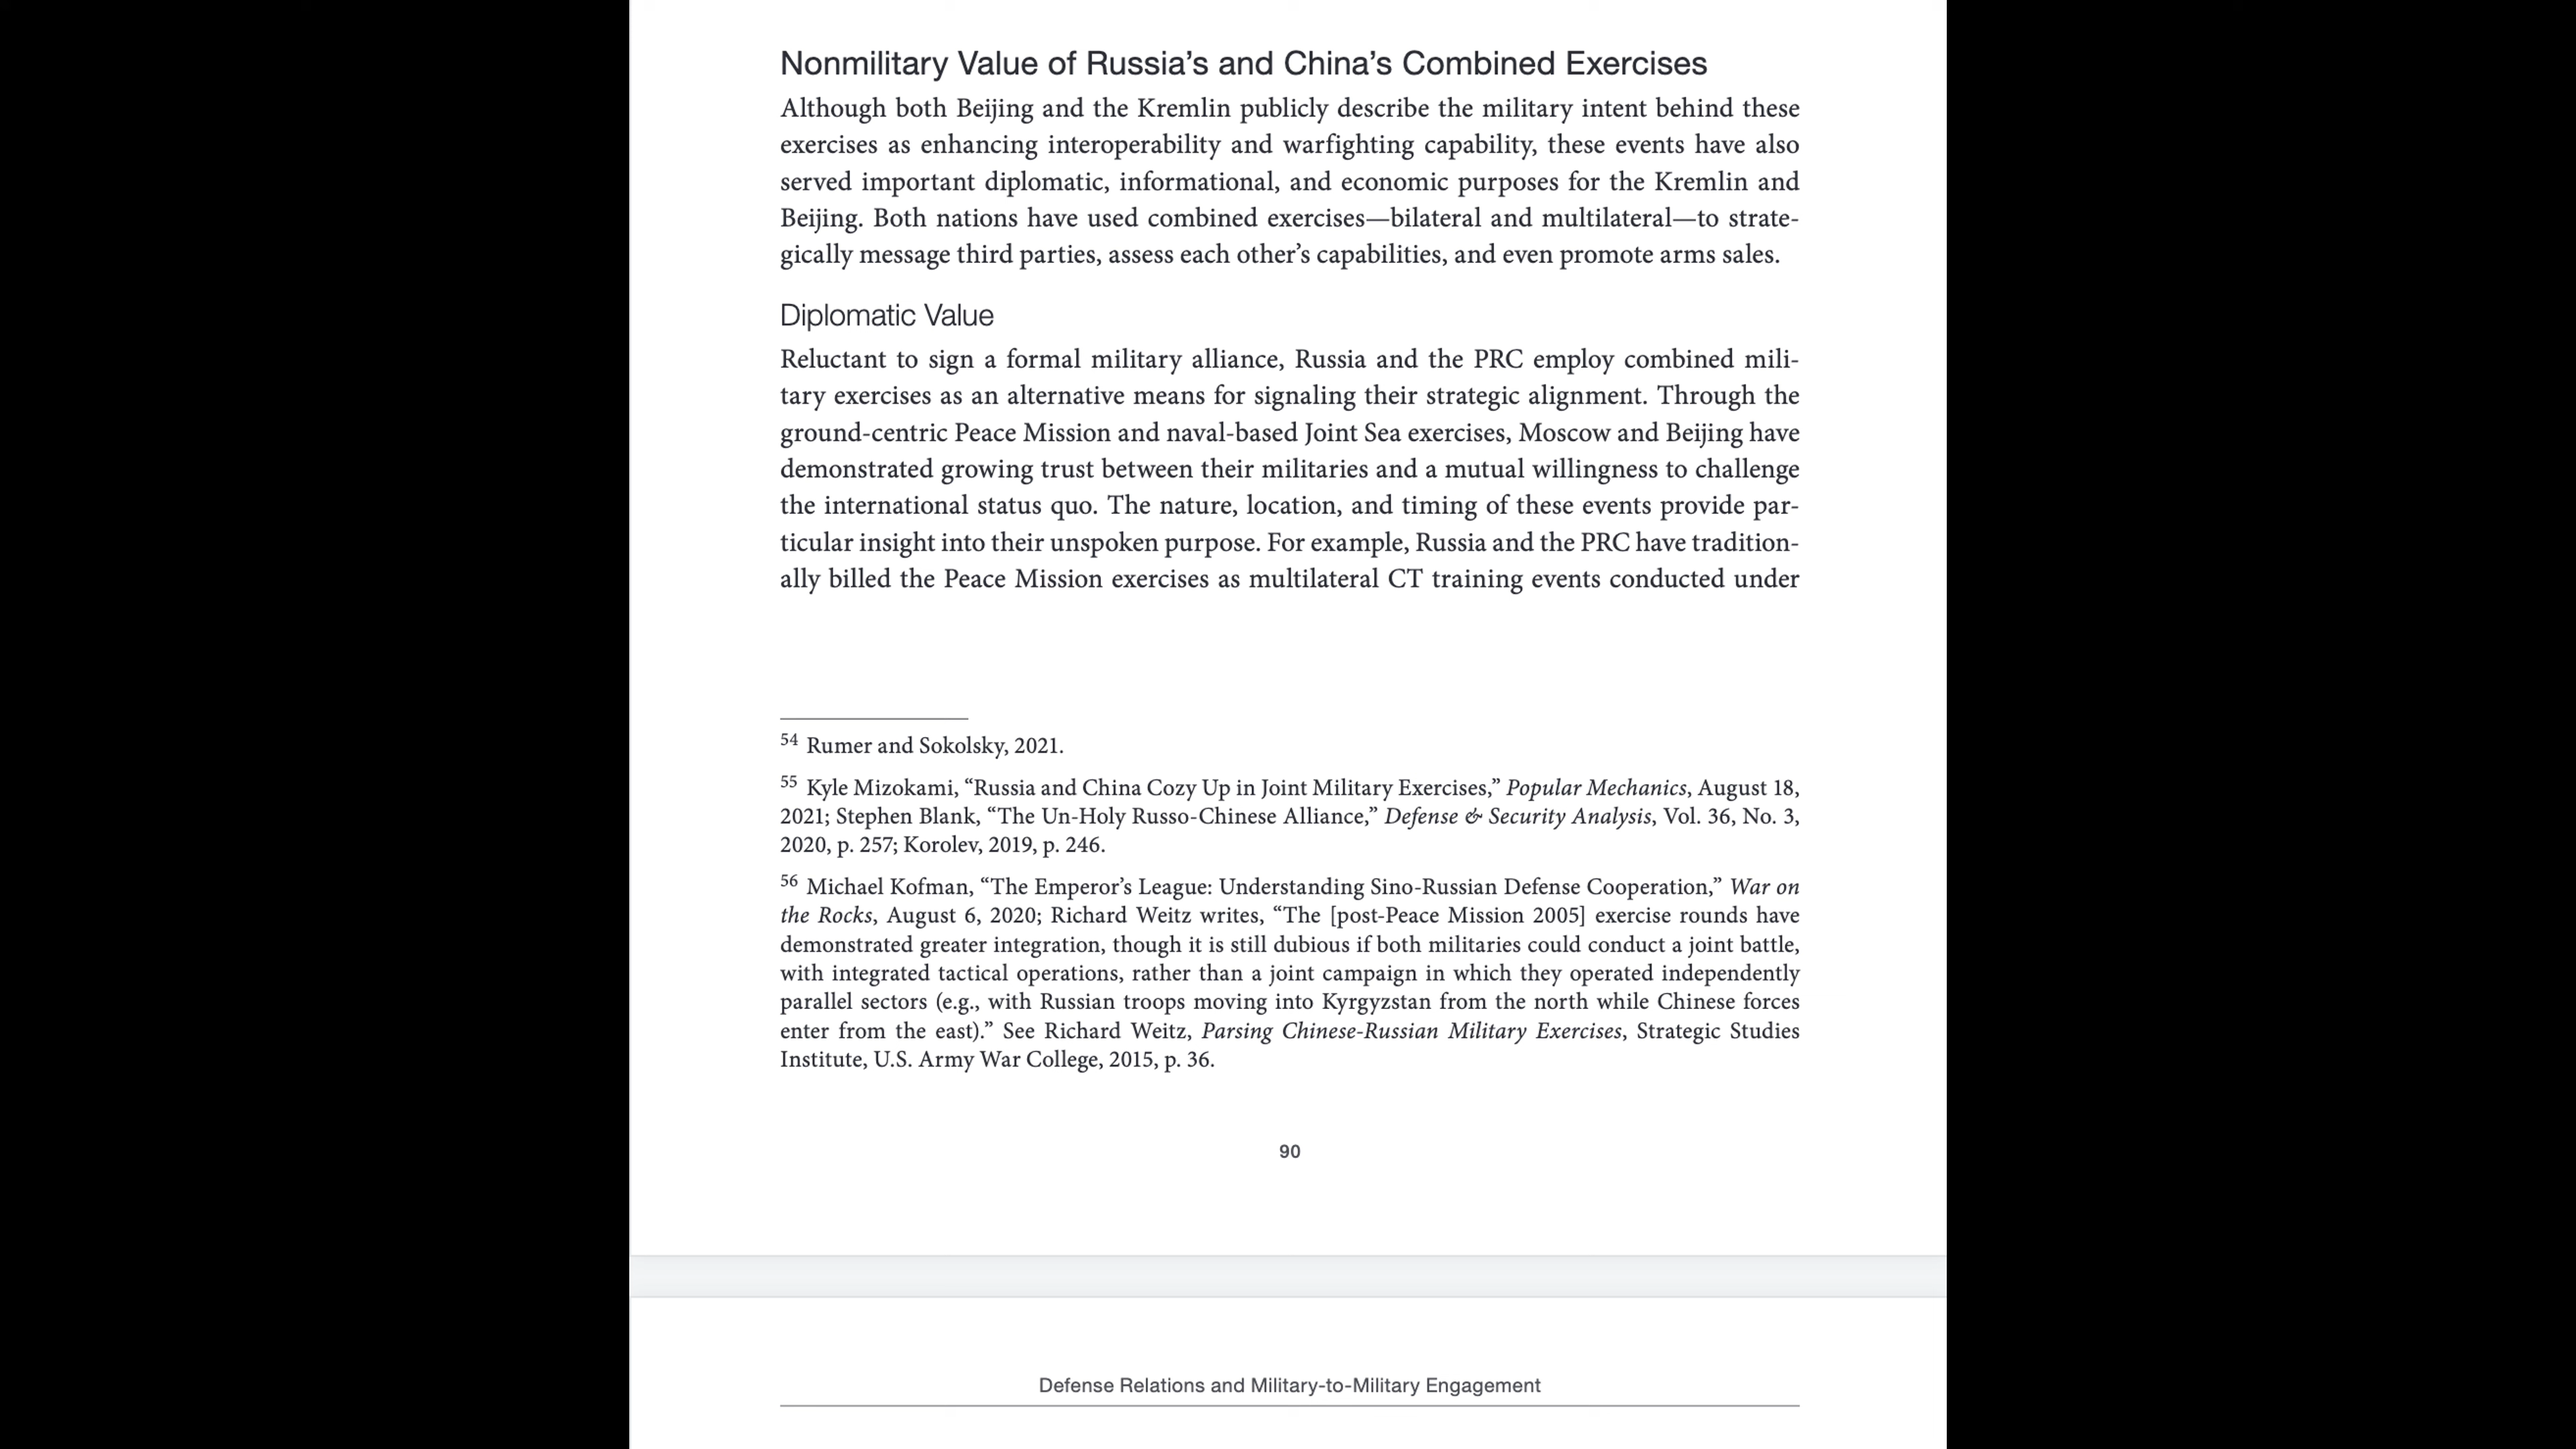 Nonmilitary Value of Russia’s and China’s Combined Exercises
Although both Beijing and the Kremlin publicly describe the military intent behind these
exercises as enhancing interoperability and warfighting capability, these events have also
served important diplomatic, informational, and economic purposes for the Kremlin and
Beijing. Both nations have used combined exercises—bilateral and multilateral—to strate-
gically message third parties, assess each other’s capabilities, and even promote arms sales.
Diplomatic Value
Reluctant to sign a formal military alliance, Russia and the PRC employ combined mili-
tary exercises as an alternative means for signaling their strategic alignment. Through the
ground-centric Peace Mission and naval-based Joint Sea exercises, Moscow and Beijing have
demonstrated growing trust between their militaries and a mutual willingness to challenge
the international status quo. The nature, location, and timing of these events provide par-
ticular insight into their unspoken purpose. For example, Russia and the PRC have tradition-
ally billed the Peace Mission exercises as multilateral CT training events conducted under
54 Rumer and Sokolsky, 2021.
55 Kyle Mizokami, “Russia and China Cozy Up in Joint Military Exercises,” Popular Mechanics, August 18,
2021; Stephen Blank, “The Un-Holy Russo-Chinese Alliance,” Defense & Security Analysis, Vol. 36, No. 3,
2020, p. 257; Korolev, 2019, p. 246.
56 Michael Kofman, “The Emperor’s League: Understanding Sino-Russian Defense Cooperation,” War on
the Rocks, August 6, 2020; Richard Weitz writes, “The [post-Peace Mission 2005] exercise rounds have
demonstrated greater integration, though it is still dubious if both militaries could conduct a joint battle,
with integrated tactical operations, rather than a joint campaign in which they operated independently
parallel sectors (e.g., with Russian troops moving into Kyrgyzstan from the north while Chinese forces
enter from the east).” See Richard Weitz, Parsing Chinese-Russian Military Exercises, Strategic Studies
Institute, U.S. Army War College, 2015, p. 36.
90
Defense Relations and Military-to-Military Engagement